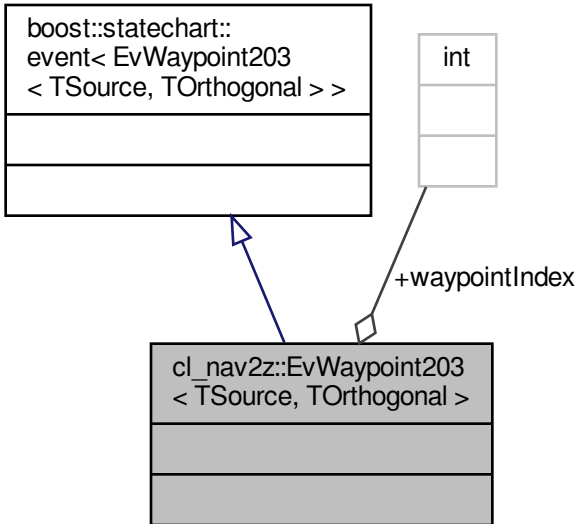 boost::statechart::
event< EvWaypoint203
< TSource, TOrthogonal > >
int
+waypointIndex
cl_nav2z::EvWaypoint203
< TSource, TOrthogonal >